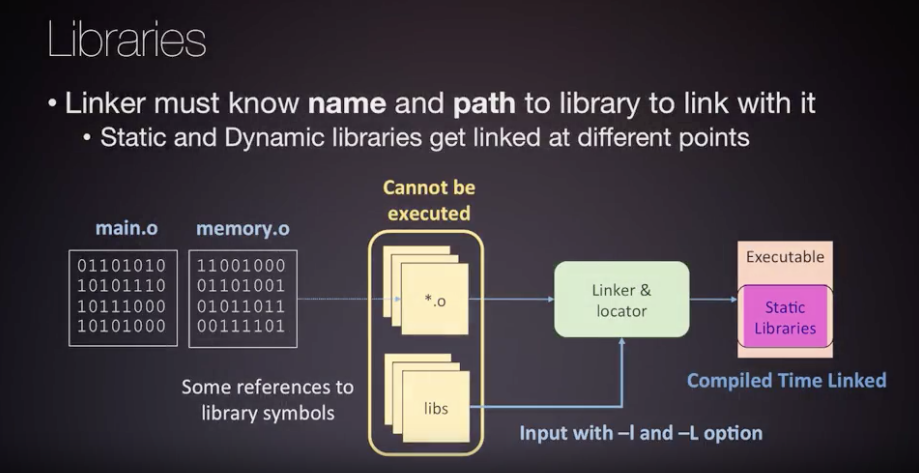 Libraries
• Linker must know name and path to library to link with it
• Static and Dynamic libraries get linked at different points
Cannot be
executed
main.o
memory.o
01101010
10101110
10111000
10101000
11001000
01101001
01011011
00111101
*.o
libs
Some references to
library symbols
Linker &
locator
Input with –l and –L option
Executable
Static
Libraries
Compiled Time Linked